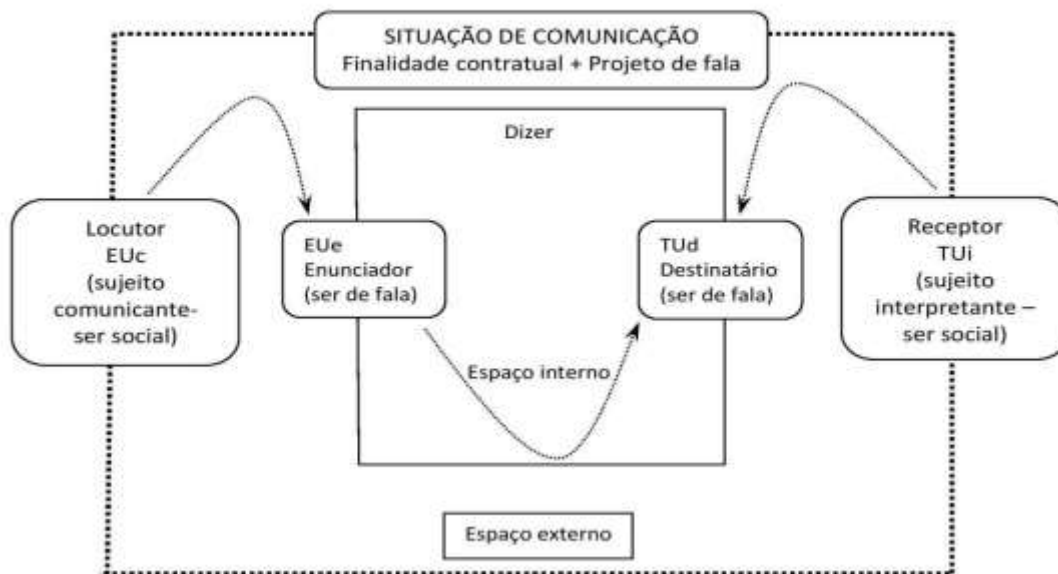 SITUAÇÃO DE COMUNICAÇÃO
Finalidade contratual + Projeto de fala
Dizer
Locutor
EUc
(sujeito
comunicante-
ser social)
EUe
Enunciador
(ser de fala)
TUd
Destinatário
(ser de fala)
Receptor
TUi
(sujeito
interpretante –
ser social)
Espaço interno
Espaço externo